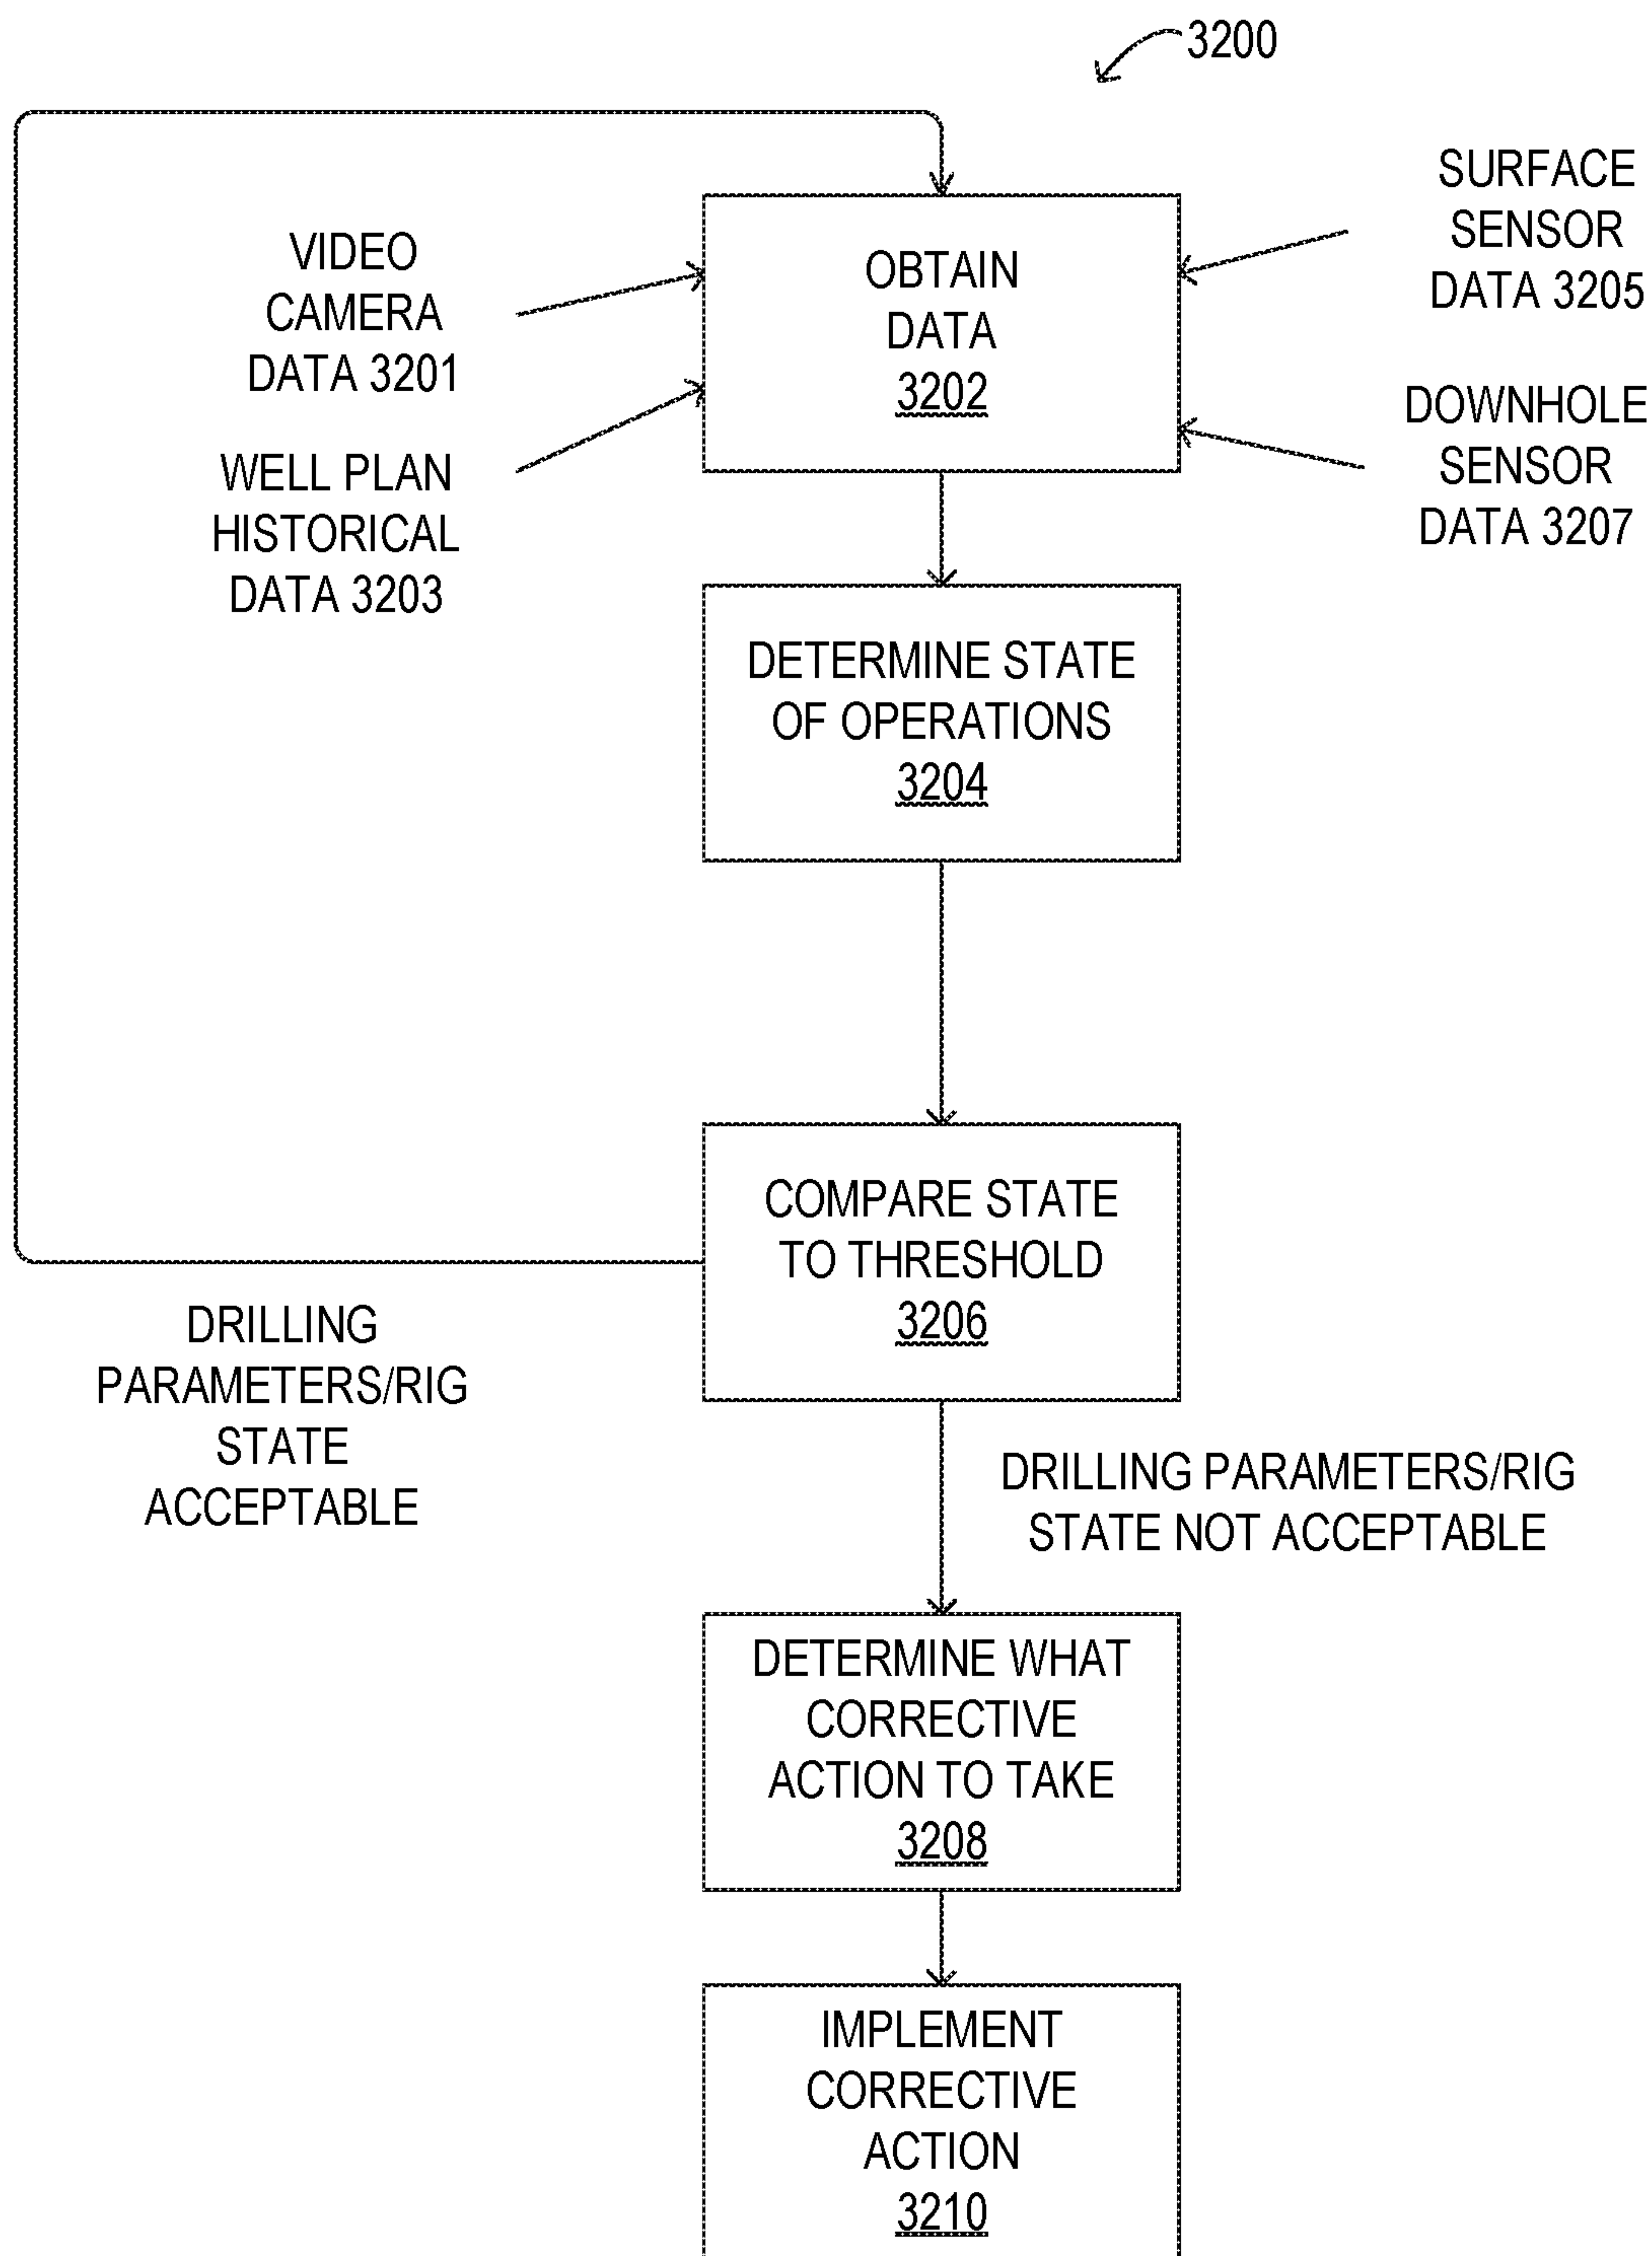 3200
VIDEO
CAMERA
DATA 3201
WELL PLAN
HISTORICAL
DATA 3203
OBTAIN
DATA
3202
SURFACE
SENSOR
DATA 3205
DOWNHOLE
SENSOR
DATA 3207
DETERMINE STATE
OF OPERATIONS
3204
COMPARE STATE
TO THRESHOLD
3206
DRILLING
PARAMETERS/RIG
STATE
ACCEPTABLE
DRILLING PARAMETERS/RIG
STATE NOT ACCEPTABLE
DETERMINE WHAT
CORRECTIVE
ACTION TO TAKE
3208
IMPLEMENT
CORRECTIVE
ACTION
3210